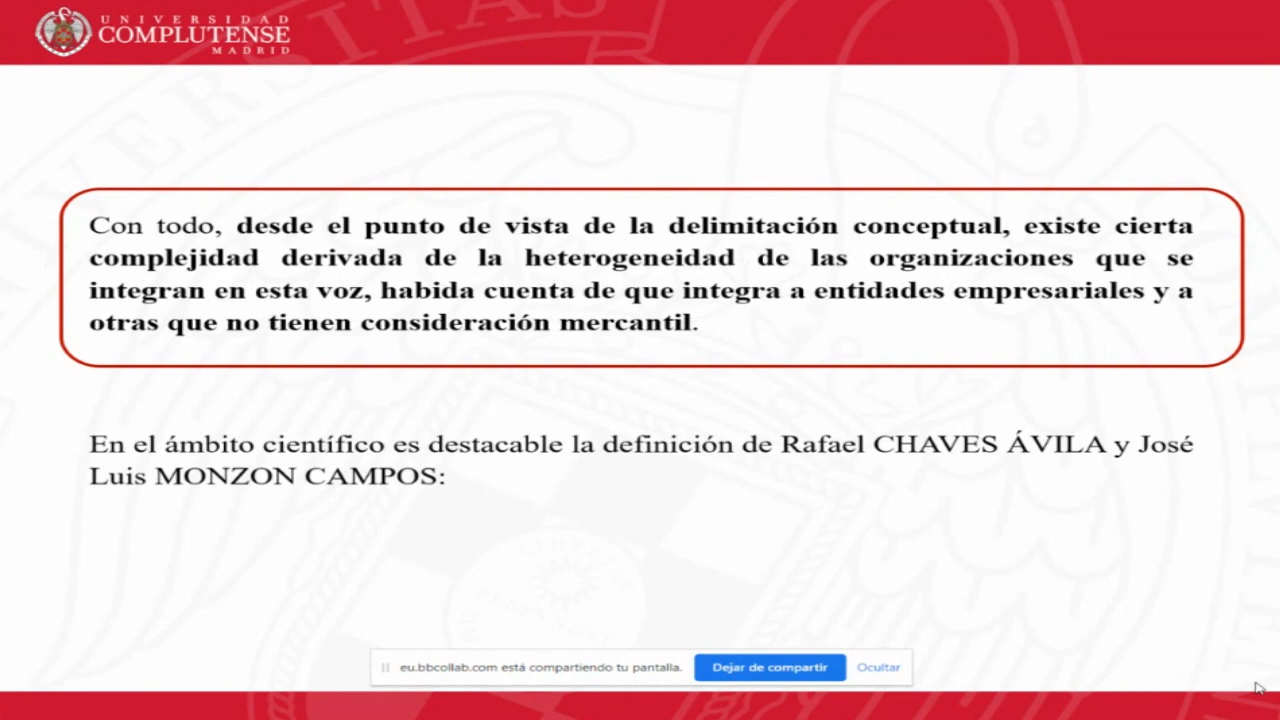 UNIVERSIDAD
COMPLUTENSE
MADRID
Con todo, desde el punto de vista de la delimitación conceptual, existe cierta
complejidad derivada de la heterogeneidad de las organizaciones que se
integran en esta voz, habida cuenta de que integra a entidades empresariales y a
otras que no tienen consideración mercantil.
En el ámbito científico es destacable la definición de Rafael CHAVES ÁVILA y José
Luis MONZON CAMPOS:
eu.bbcollab.com está compartiendo tu pantalla. Dejar de compartir Ocultar